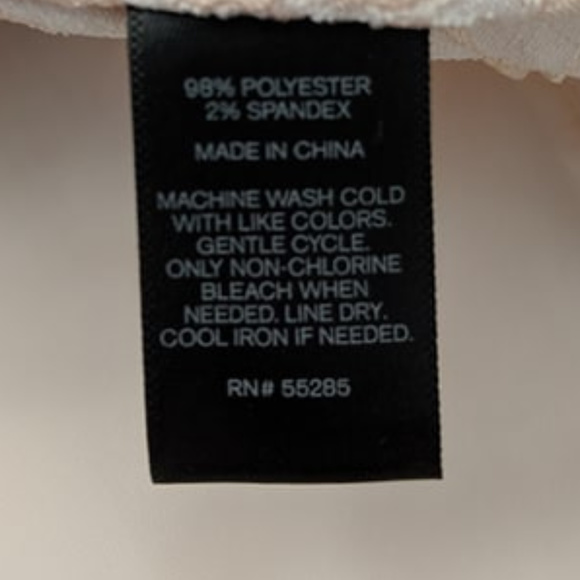 98% POLYESTER
2% SPANDEX
MADE IN CHINA
MACHINE WASH COLD
WITH LIKE COLORS.
GENTLE CYCLE.
ONLY NON-CHLORINE
BLEACH WHEN
NEEDED. LINE DRY.
COOL IRON IF NEEDED.
RN# 55285